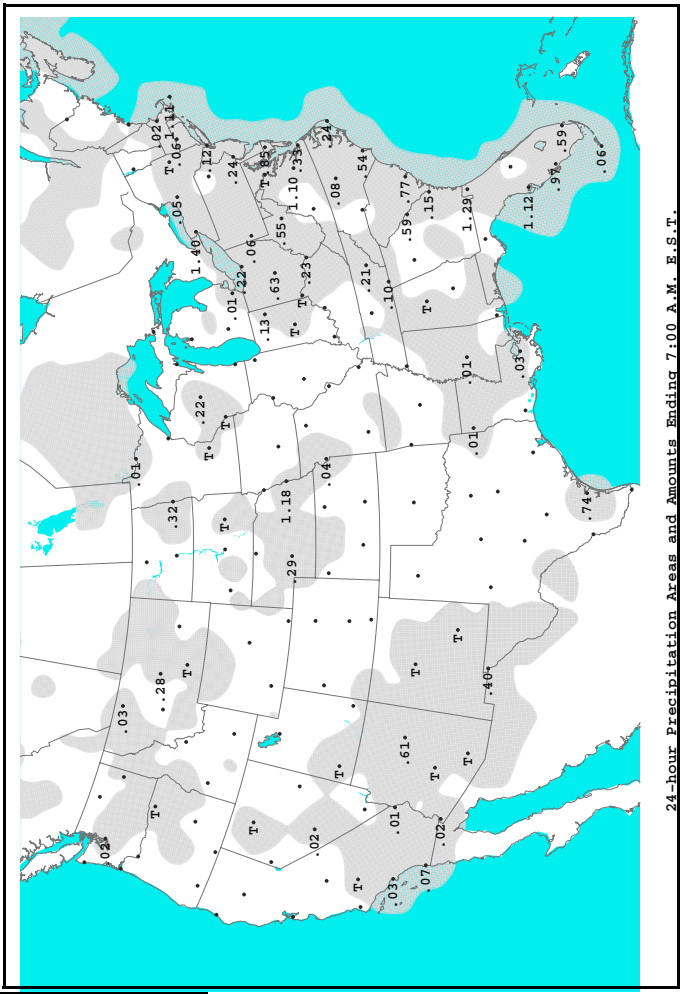 .02
.03
.01
T
.02
.28
T
1.11
.32
.06
.05
T
1.40
.22
.12
T
T
T
.01
.24
.22
.06
T
.13
T
.85
.63
.55
1.18
.29
1.10
T
.33
T
.23
.02
.04
.24
.08
T
T
.54
.21
.10
.03
.01
.61
.59
.77
T
.07
T
.15
T
.02
T
.01
1.29
T
.01
.40
.03
1.12
.97
.59
.74
.06
24-hour Precipitation Areas and Amounts Ending 7:00 A.M. E.S.T.